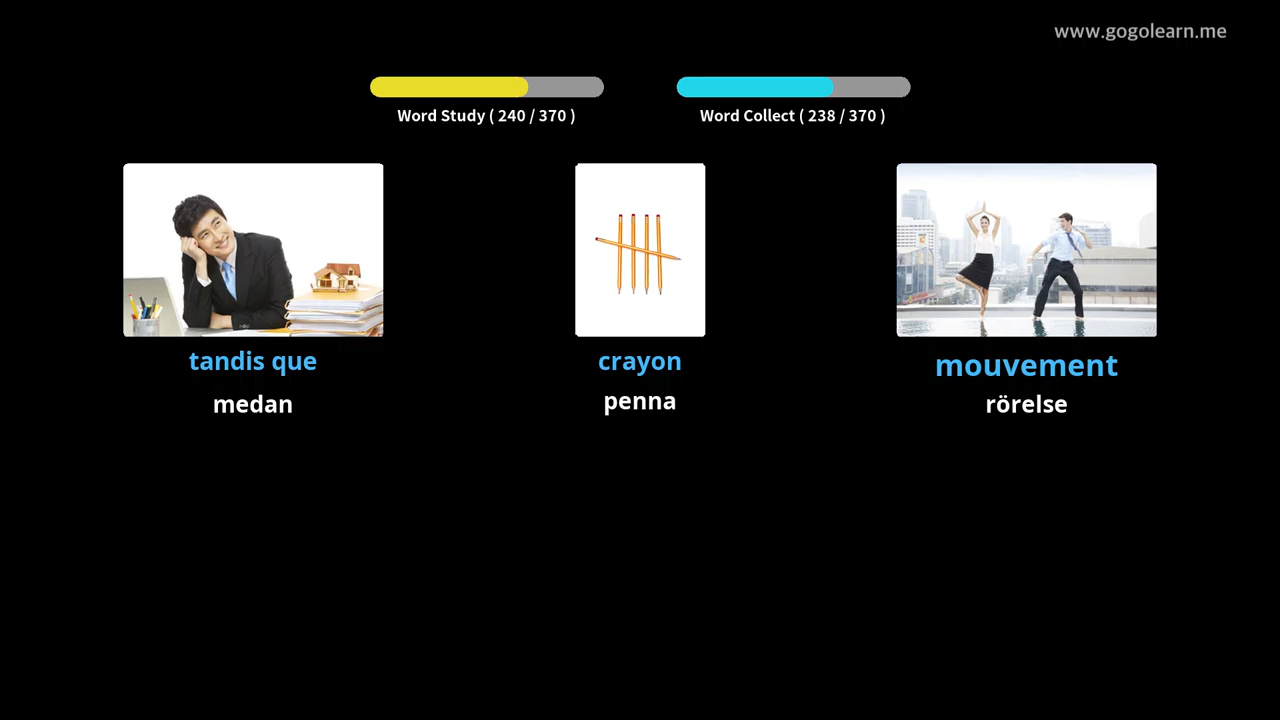 www.gogolearn.me
Word Study ( 240 / 370 )
Word Collect ( 238 / 370 )
tandis que
medan
crayon
penna
mouvement
rörelse